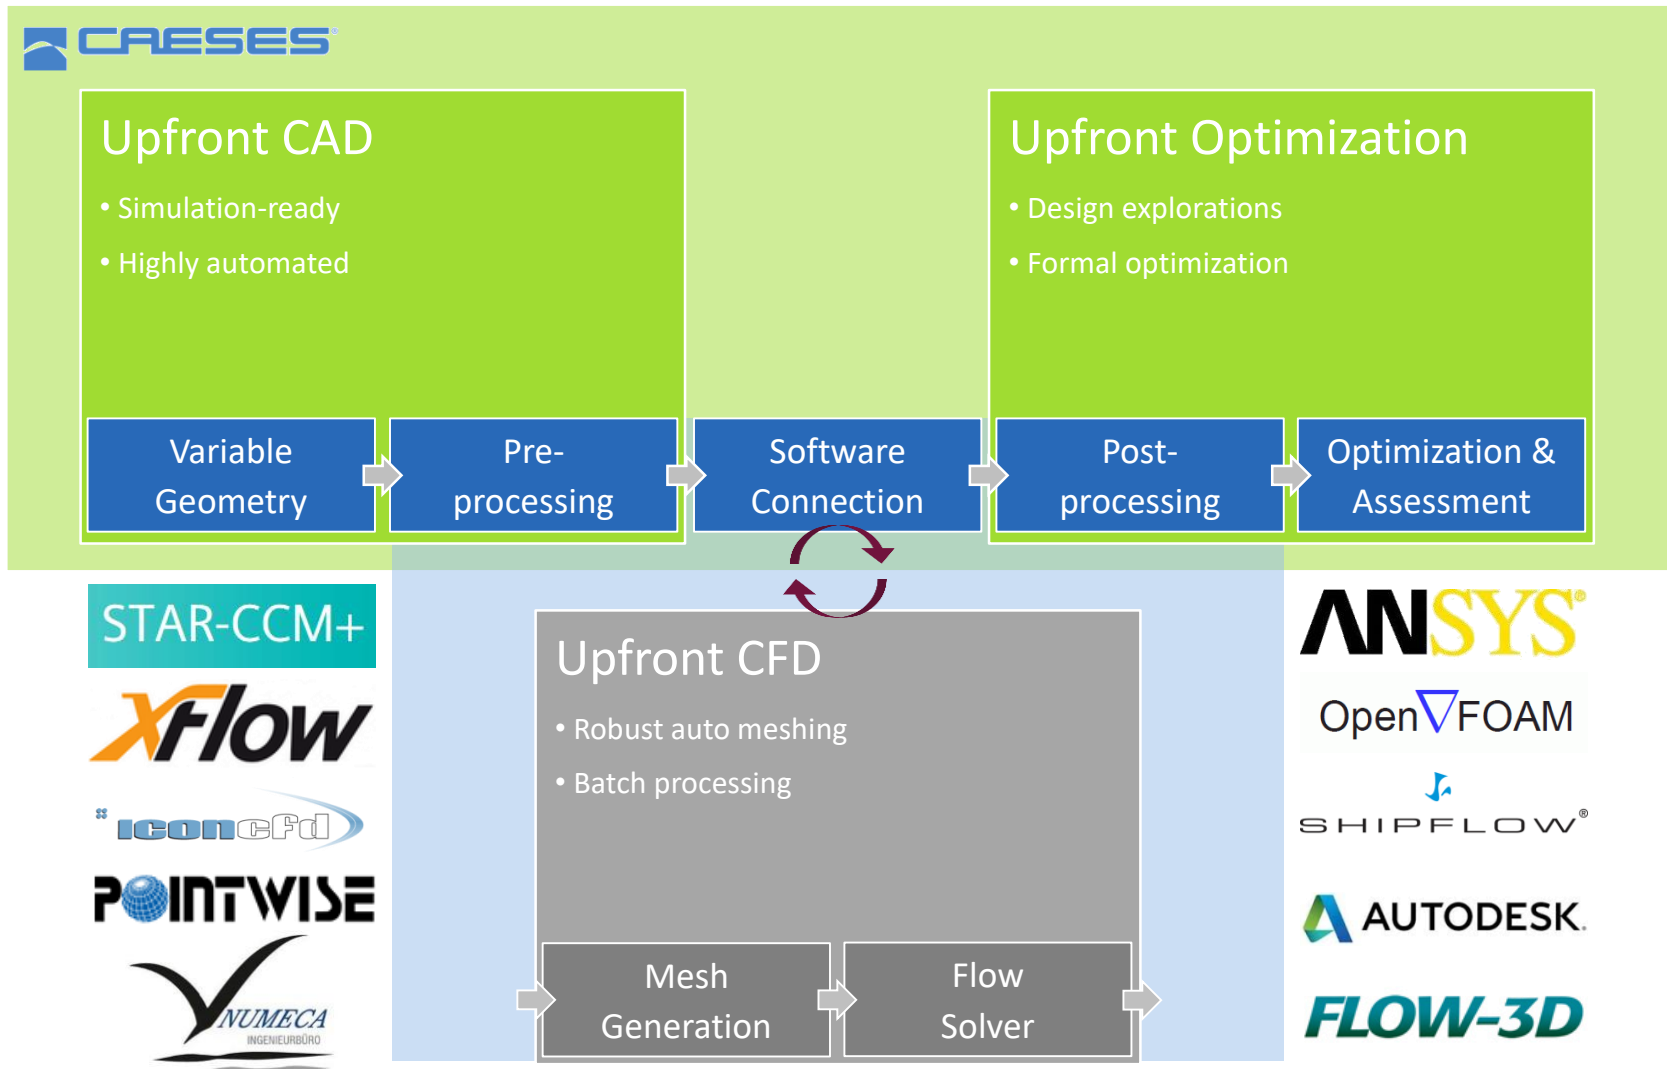 CAESES®
Upfront CAD
• Simulation-ready
• Highly automated
Upfront Optimization
• Design explorations
• Formal optimization
Variable
Geometry
Pre-
processing
Software
Connection
Post-
processing
Optimization &
Assessment
Upfront CFD
• Robust auto meshing
• Batch processing
Mesh
Generation
Flow
Solver
STAR-CCM+
XFlow
iconcfd
POINTWISE
NUMECA
INGENIEURBÜRO
ANSYS®
Open∇FOAM
SHIPFLOW®
AUTODESK.
FLOW-3D